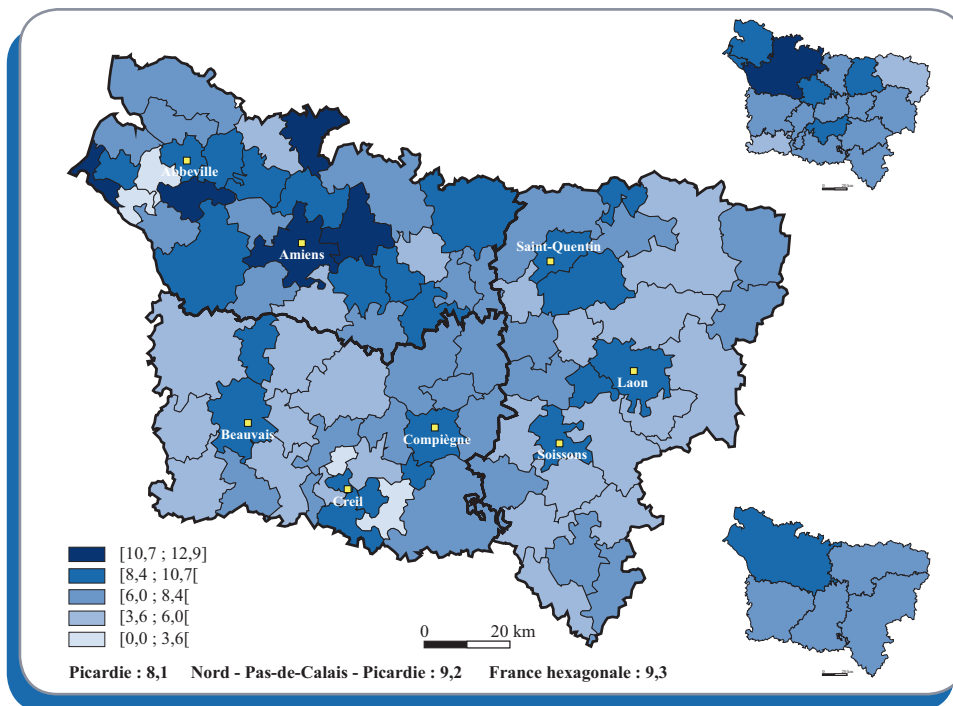 Abbeville
Amiens
Saint-Quentin
Laon
Beauvais
Compiègne
Soissons
Creil
[10,7 ; 12,9]
[8,4 ; 10,7[
[6,0 ; 8,4[
[3,6 ; 6,0[
[0,0 ; 3,6[
0 20 km
Picardie : 8,1 Nord - Pas-de-Calais - Picardie : 9,2 France hexagonale : 9,3